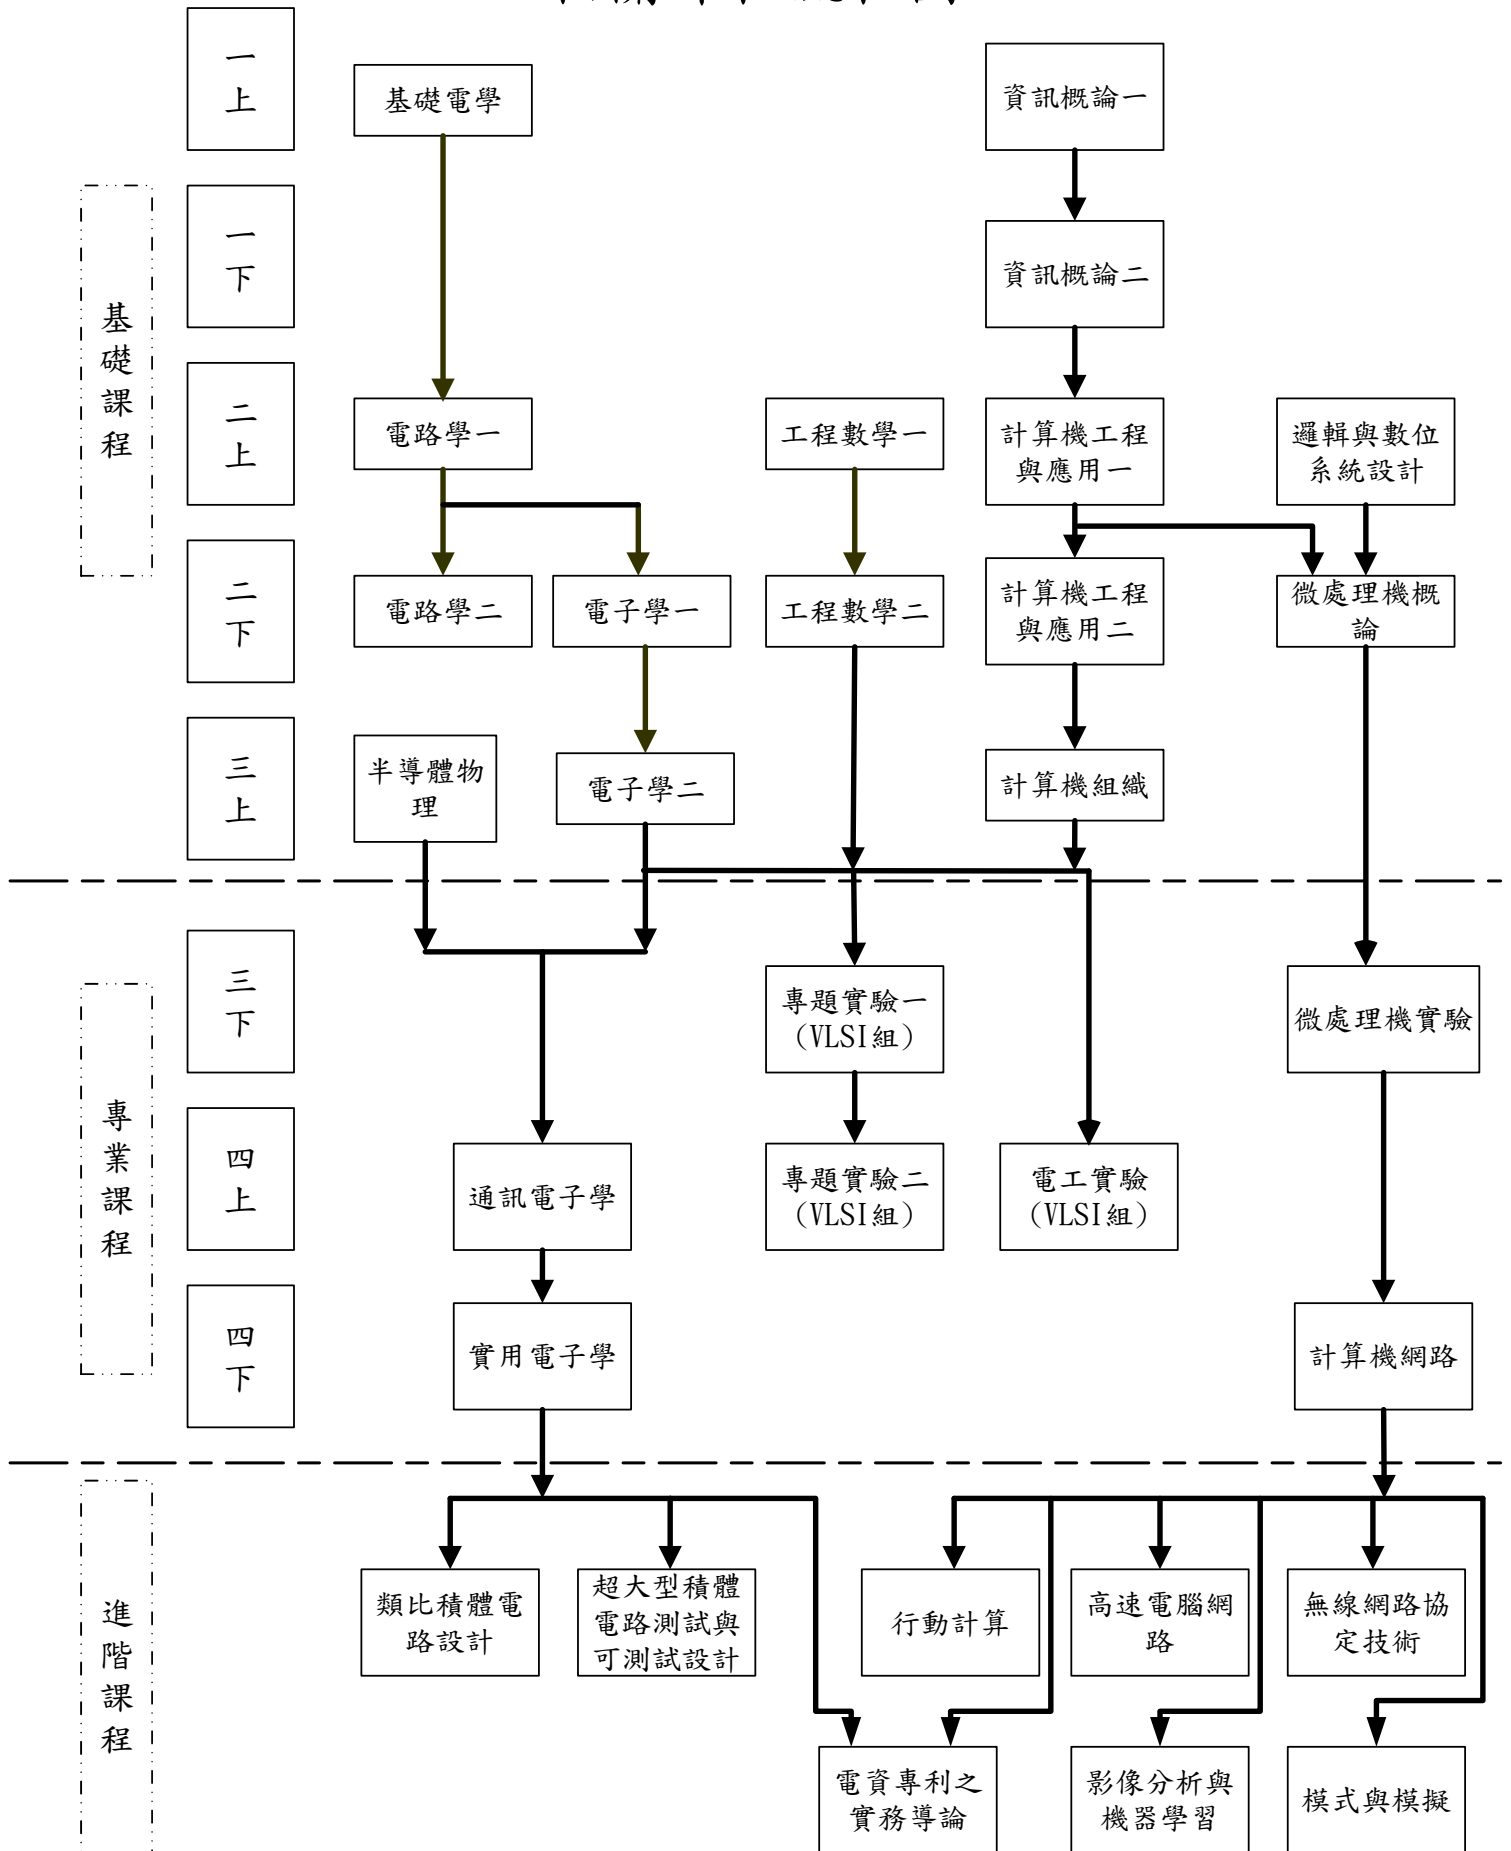 一
上
基礎電學
資訊概論一
一
下
資訊概論二
基
礎
課
程
二
上
電路學一
工程數學一
計算機工程
與應用一
邏輯與數位
系統設計
二
下
電路學二
電子學一
工程數學二
計算機工程
與應用二
微處理機概
論
三
上
半導體物
理
電子學二
計算機組織
三
下
專題實驗一
(VLSI組)
微處理機實驗
專
業
課
程
四
上
通訊電子學
專題實驗二
(VLSI組)
電工實驗
(VLSI組)
四
下
實用電子學
計算機網路
進
階
課
程
類比積體電
路設計
超大型積體
電路測試與
可測試設計
行動計算
高速電腦網
路
無線網路協
定技術
電資專利之
實務導論
影像分析與
機器學習
模式與模擬